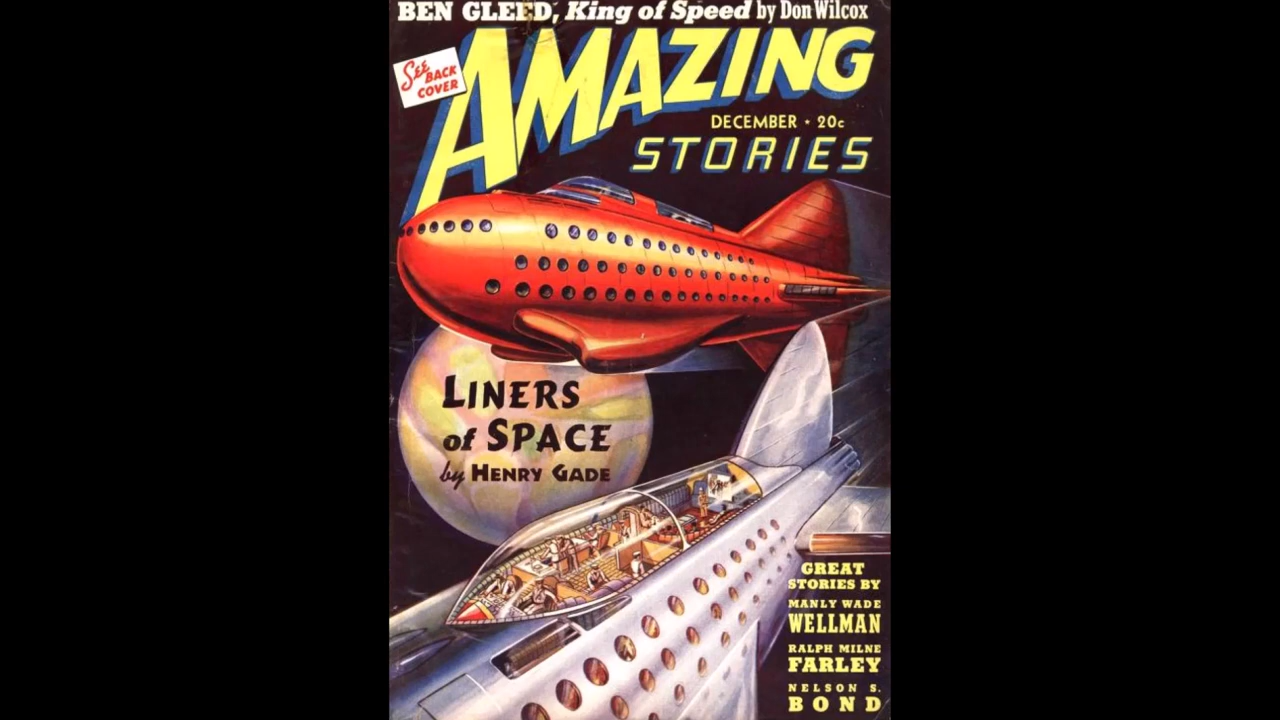 BEN GLEED, King of Speed by Don Wilcox
SEE
BACK
COVER
AMAZING
DECEMBER • 20c
STORIES
LINERS
of SPACE
by HENRY GADE
GREAT
STORIES BY
MANLY WADE
WELLMAN
RALPH MILNE
FARLEY
NELSON S.
BOND